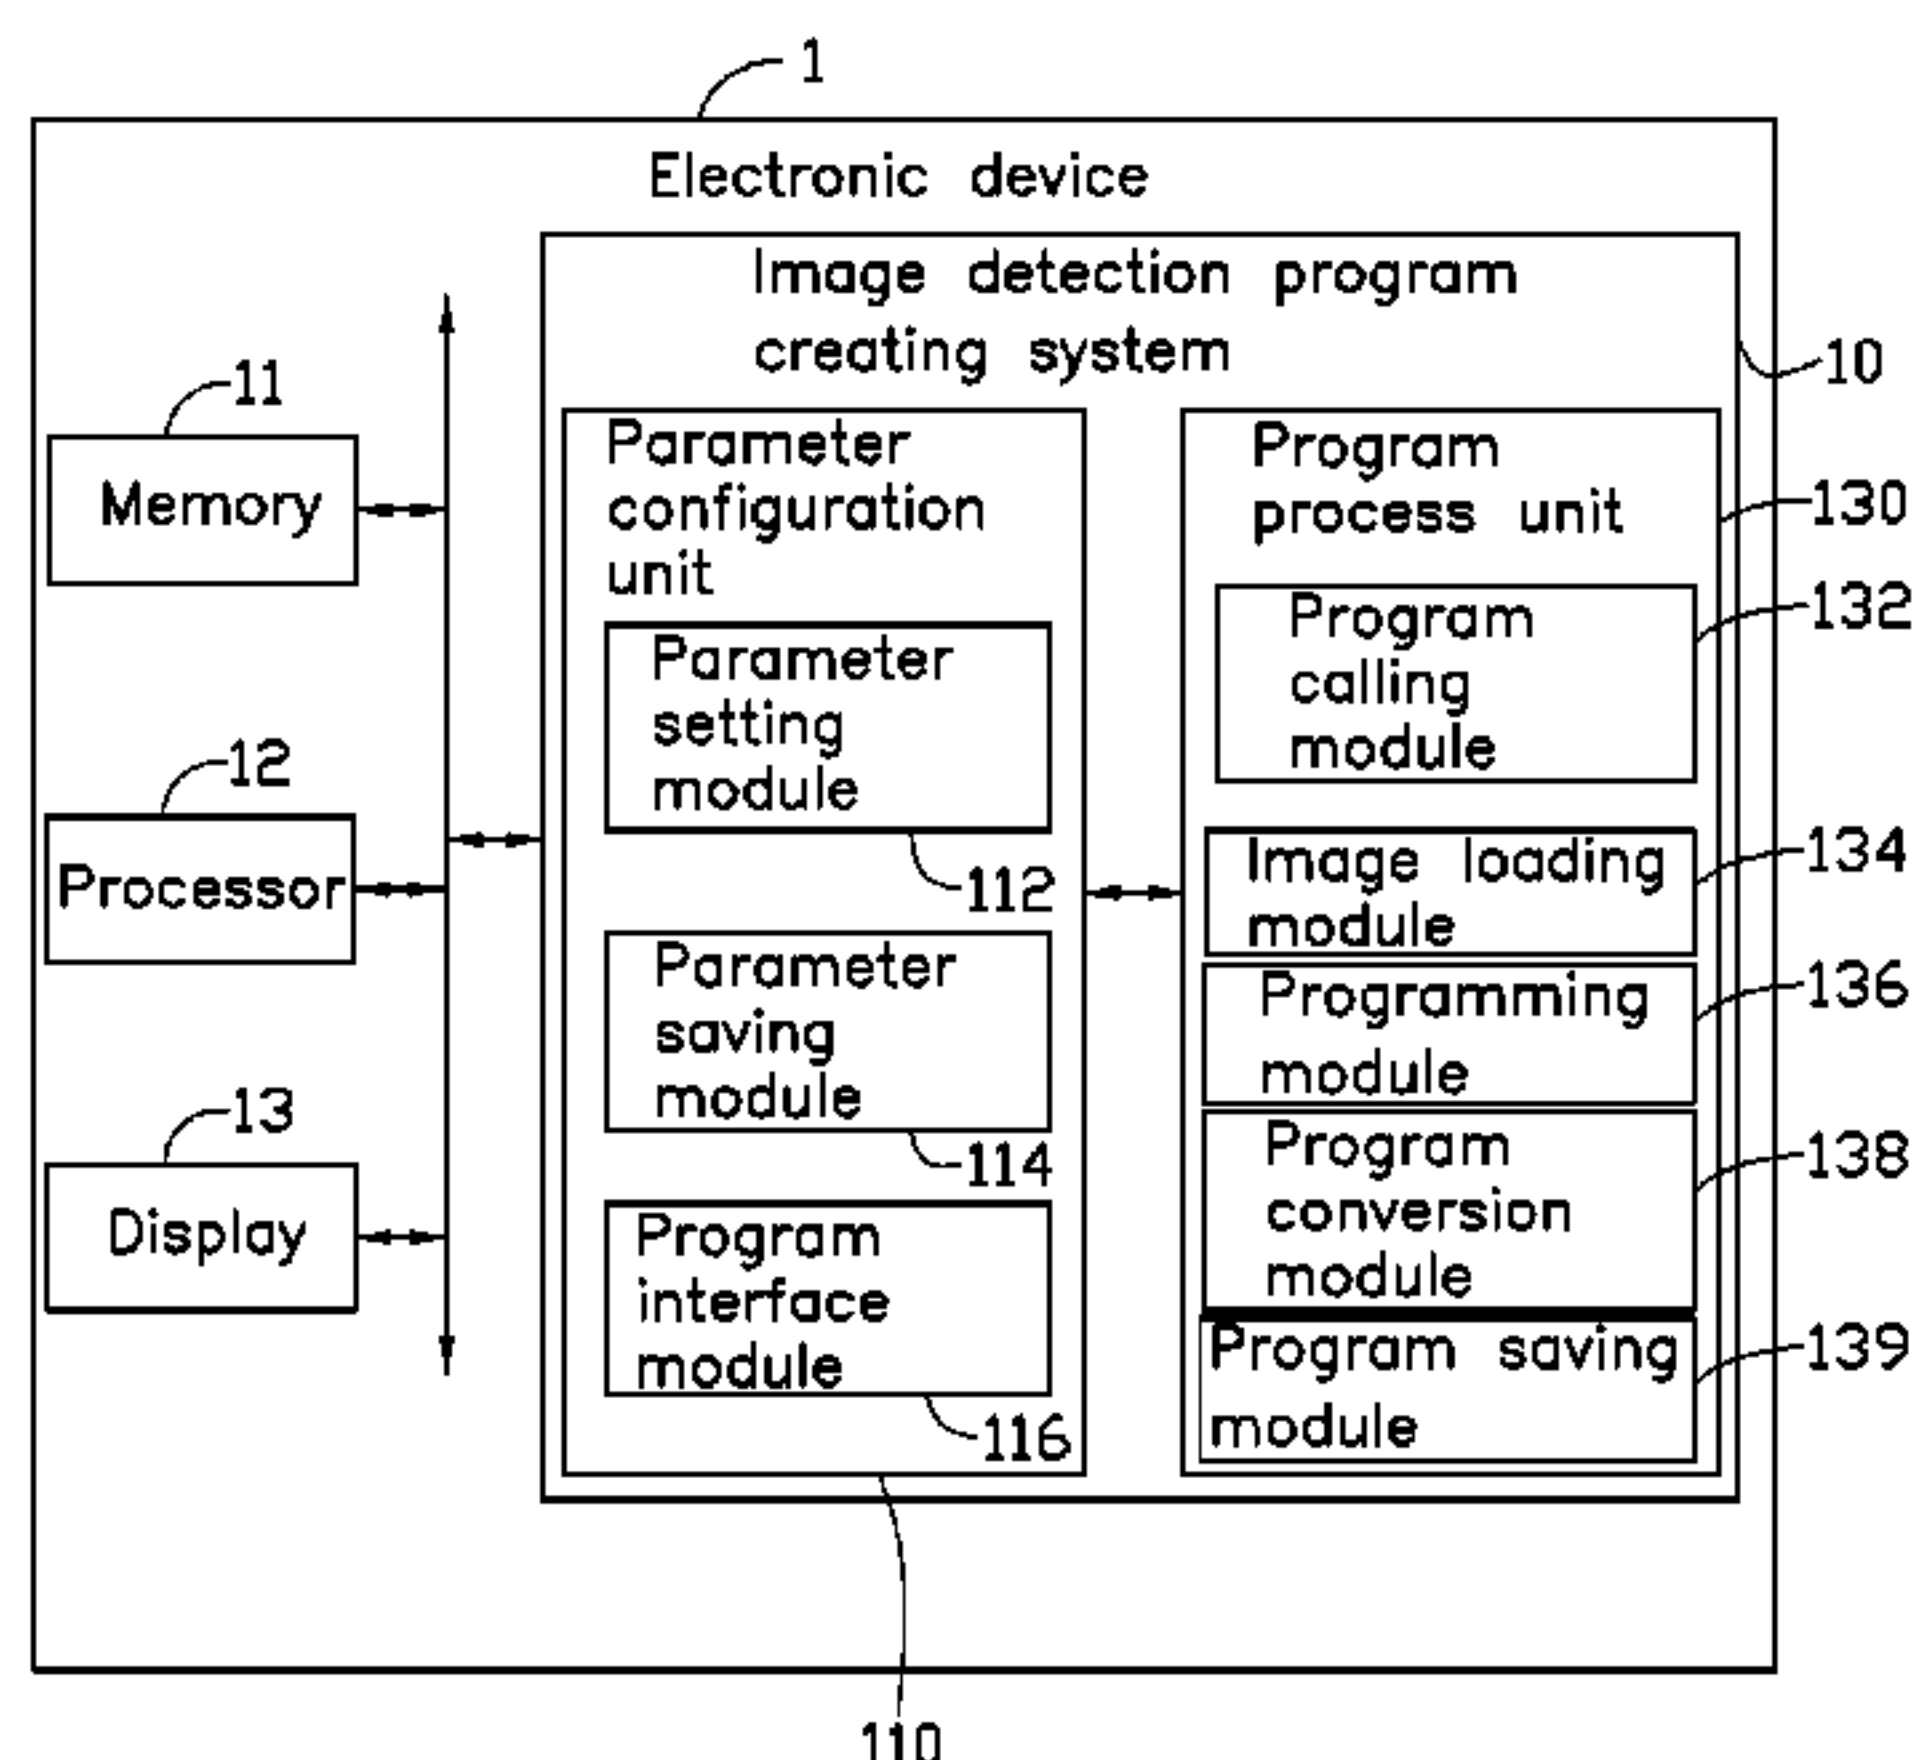 1
Electronic device
Image detection program
creating system
10
11
Memory
12
Processor
13
Display
Parameter
configuration
unit
Parameter
setting
module
112
Parameter
saving
module
114
Program
interface
module
116
110
Program
process unit
130
Program
calling
module
132
Image loading
module
134
Programming
module
136
Program
conversion
module
138
Program saving
module
139